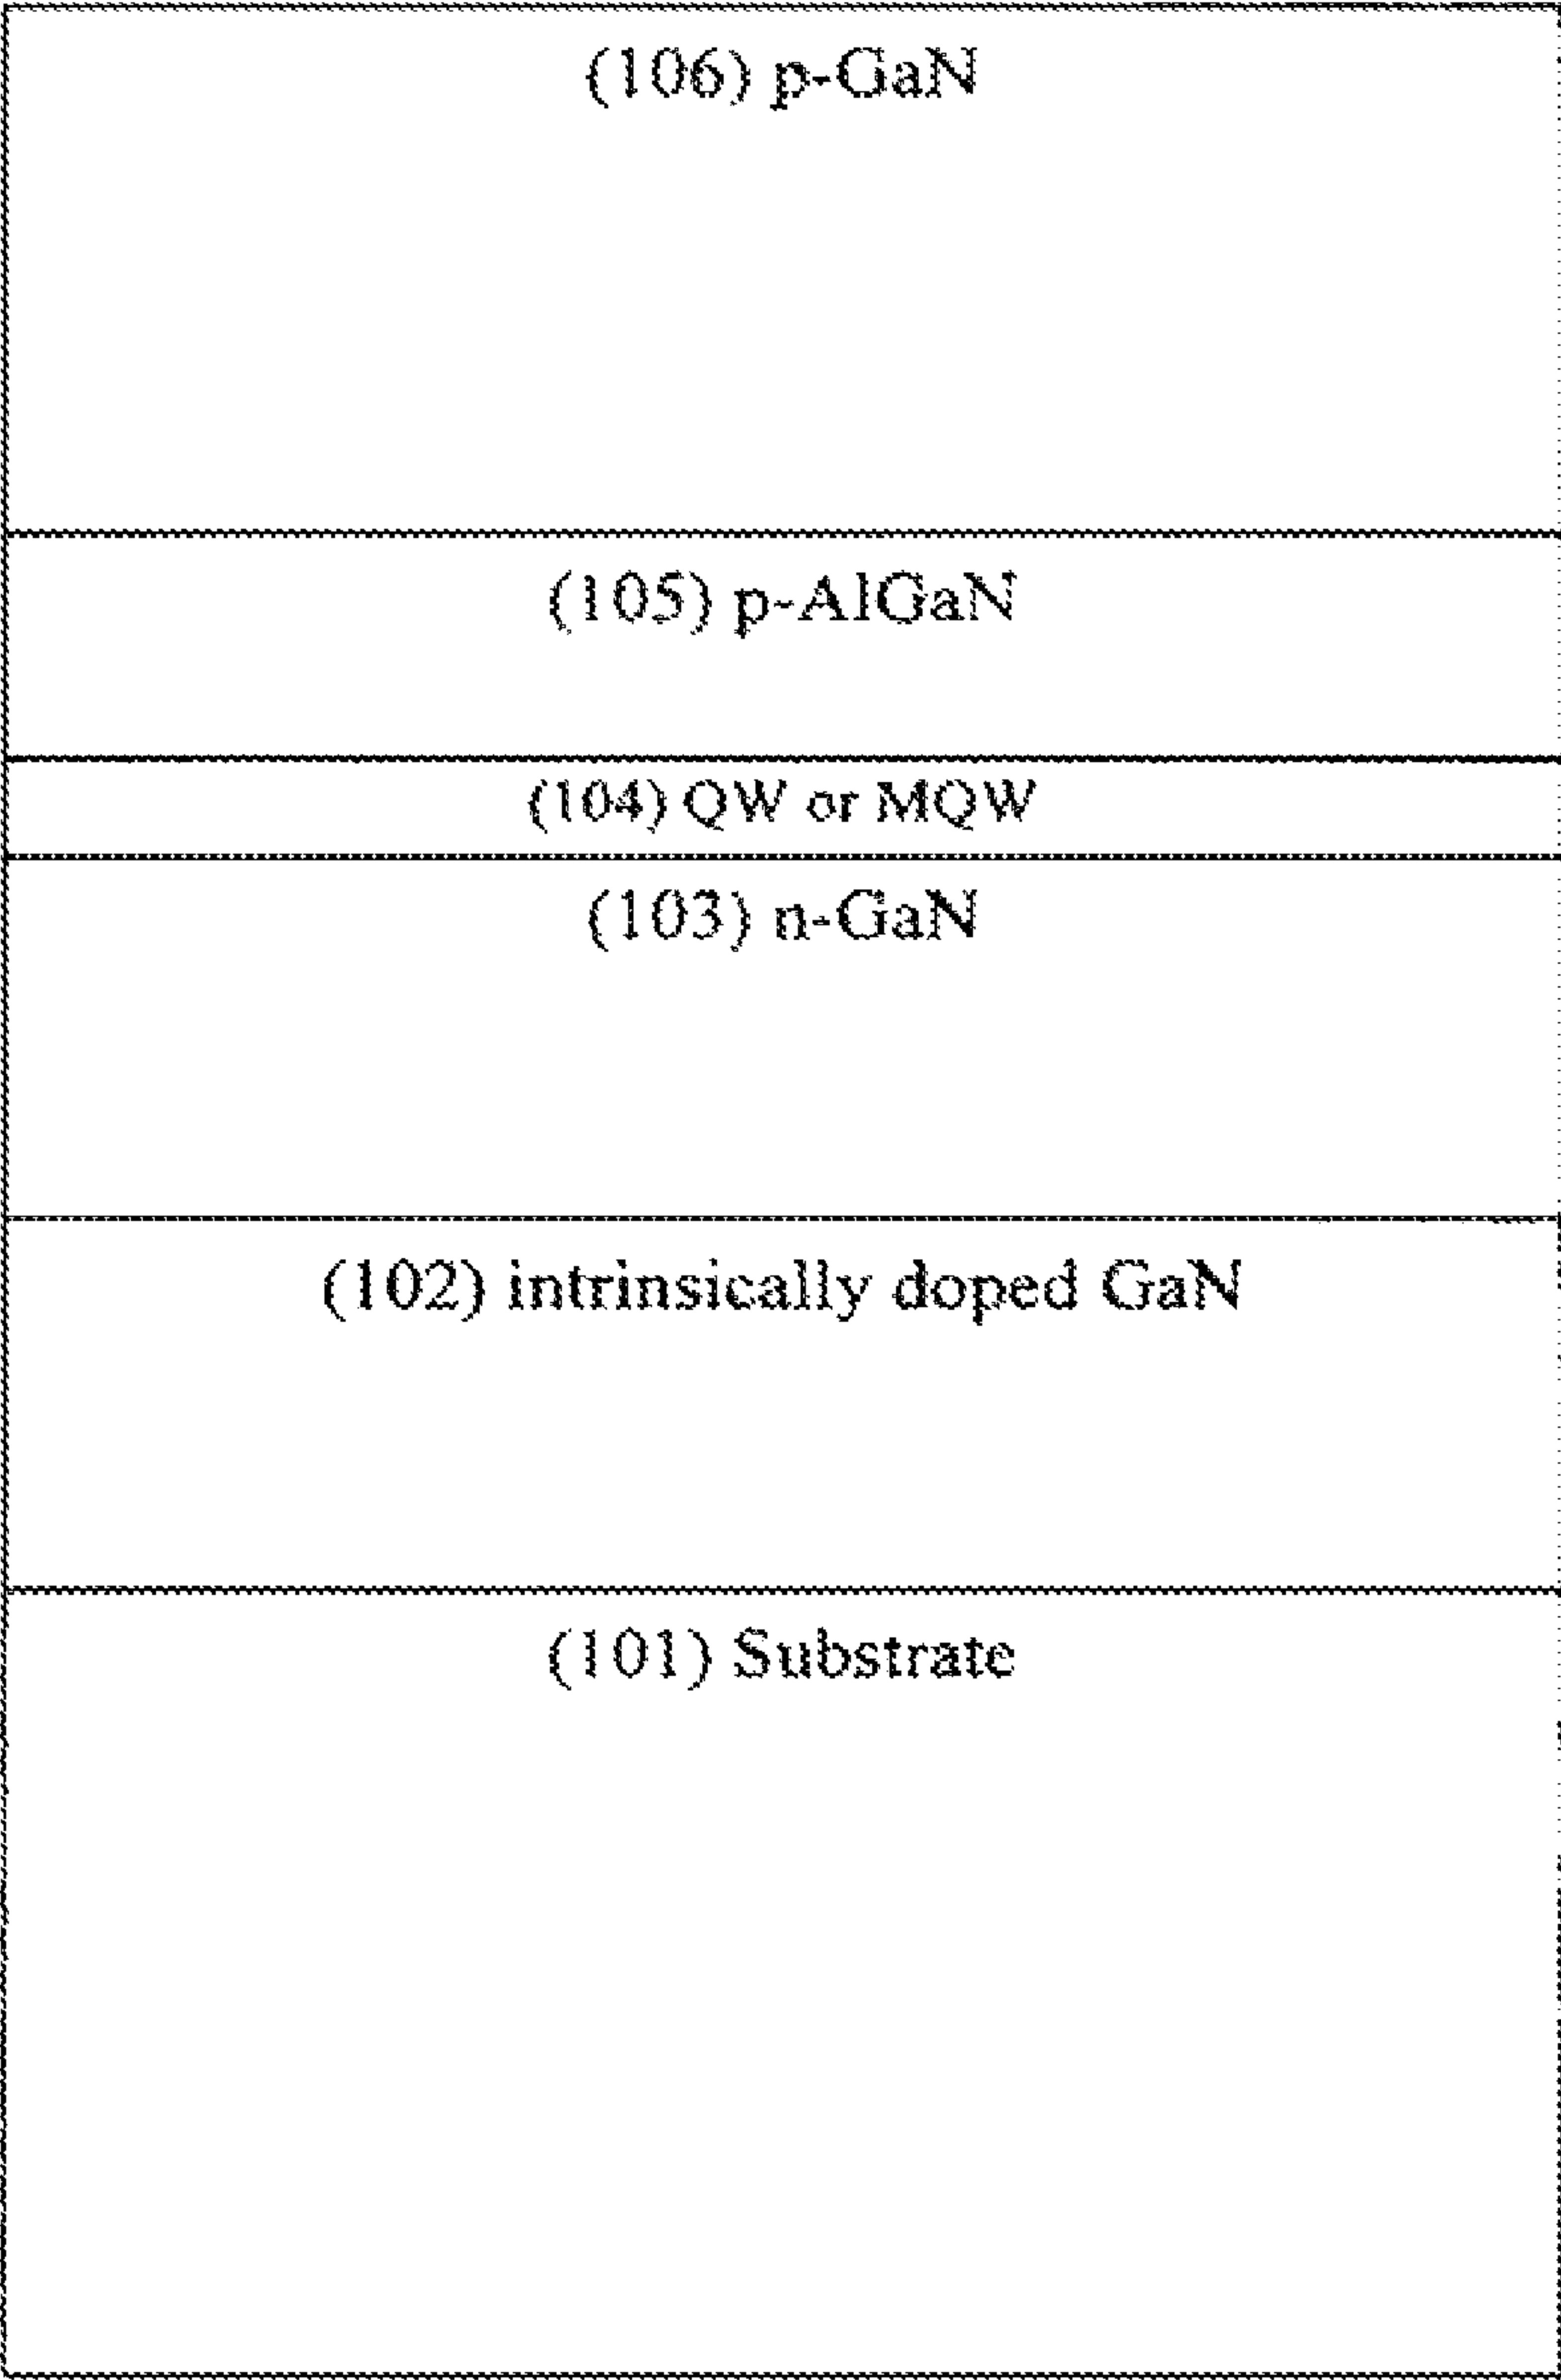 (106) p-GaN
(105) p-AlGaN
(104) QW or MQW
(103) n-GaN
(102) intrinsically doped GaN
(101) Substrate